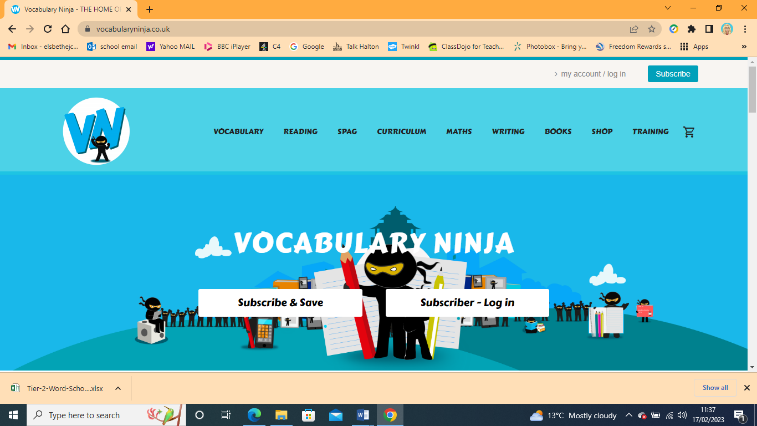 Vocabulary Ninja - THE HOME O
vocabularyninja.co.uk
Inbox - elsbethejc...
school email
Yahoo MAIL
BBC iPlayer
C4
Google
Talk Halton
Twinkl
ClassDojo for Teach...
Photobox - Bring y...
Freedom Rewards s...
Apps
»
my account / log in
Subscribe
VN
VOCABULARY
READING
SPAG
CURRICULUM
MATHS
WRITING
BOOKS
SHOP
TRAINING
VOCABULARY NINJA
Subscribe & Save
Subscriber - Log in
Tier-2-Word-Scho....xlsx
Show all
Type here to search
13°C Mostly cloudy
11:37
17/02/2023